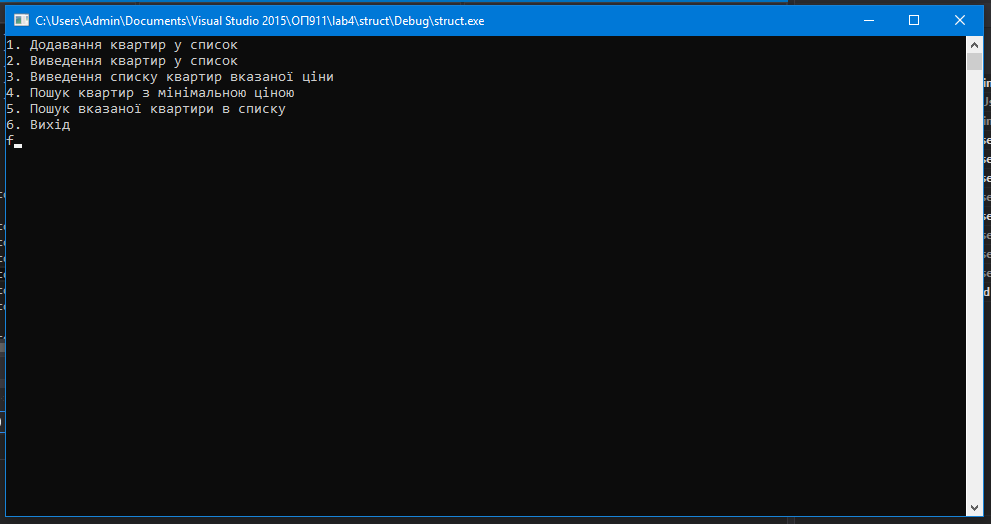 C:\Users\Admin\Documents\Visual Studio 2015\ОП911\lab4\struct\Debug\struct.exe
1. Додавання квартир у список
2. Виведення квартир у список
3. Виведення списку квартир вказаної ціни
4. Пошук квартир з мінімальною ціною
5. Пошук вказаної квартири в списку
6. Вихід
f